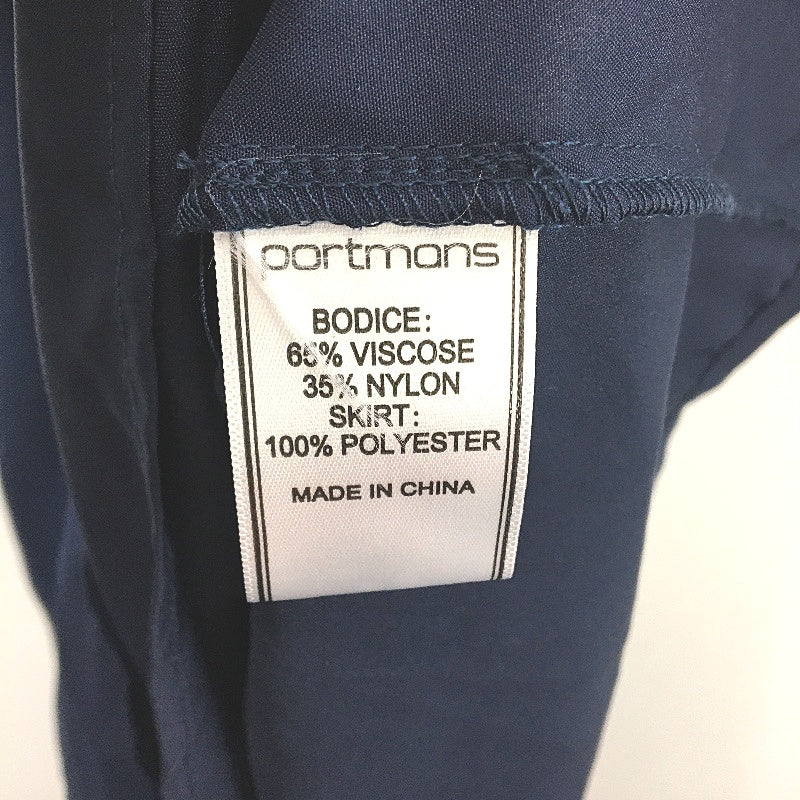 portmans
BODICE:
65% VISCOSE
35% NYLON
SKIRT:
100% POLYESTER
MADE IN CHINA